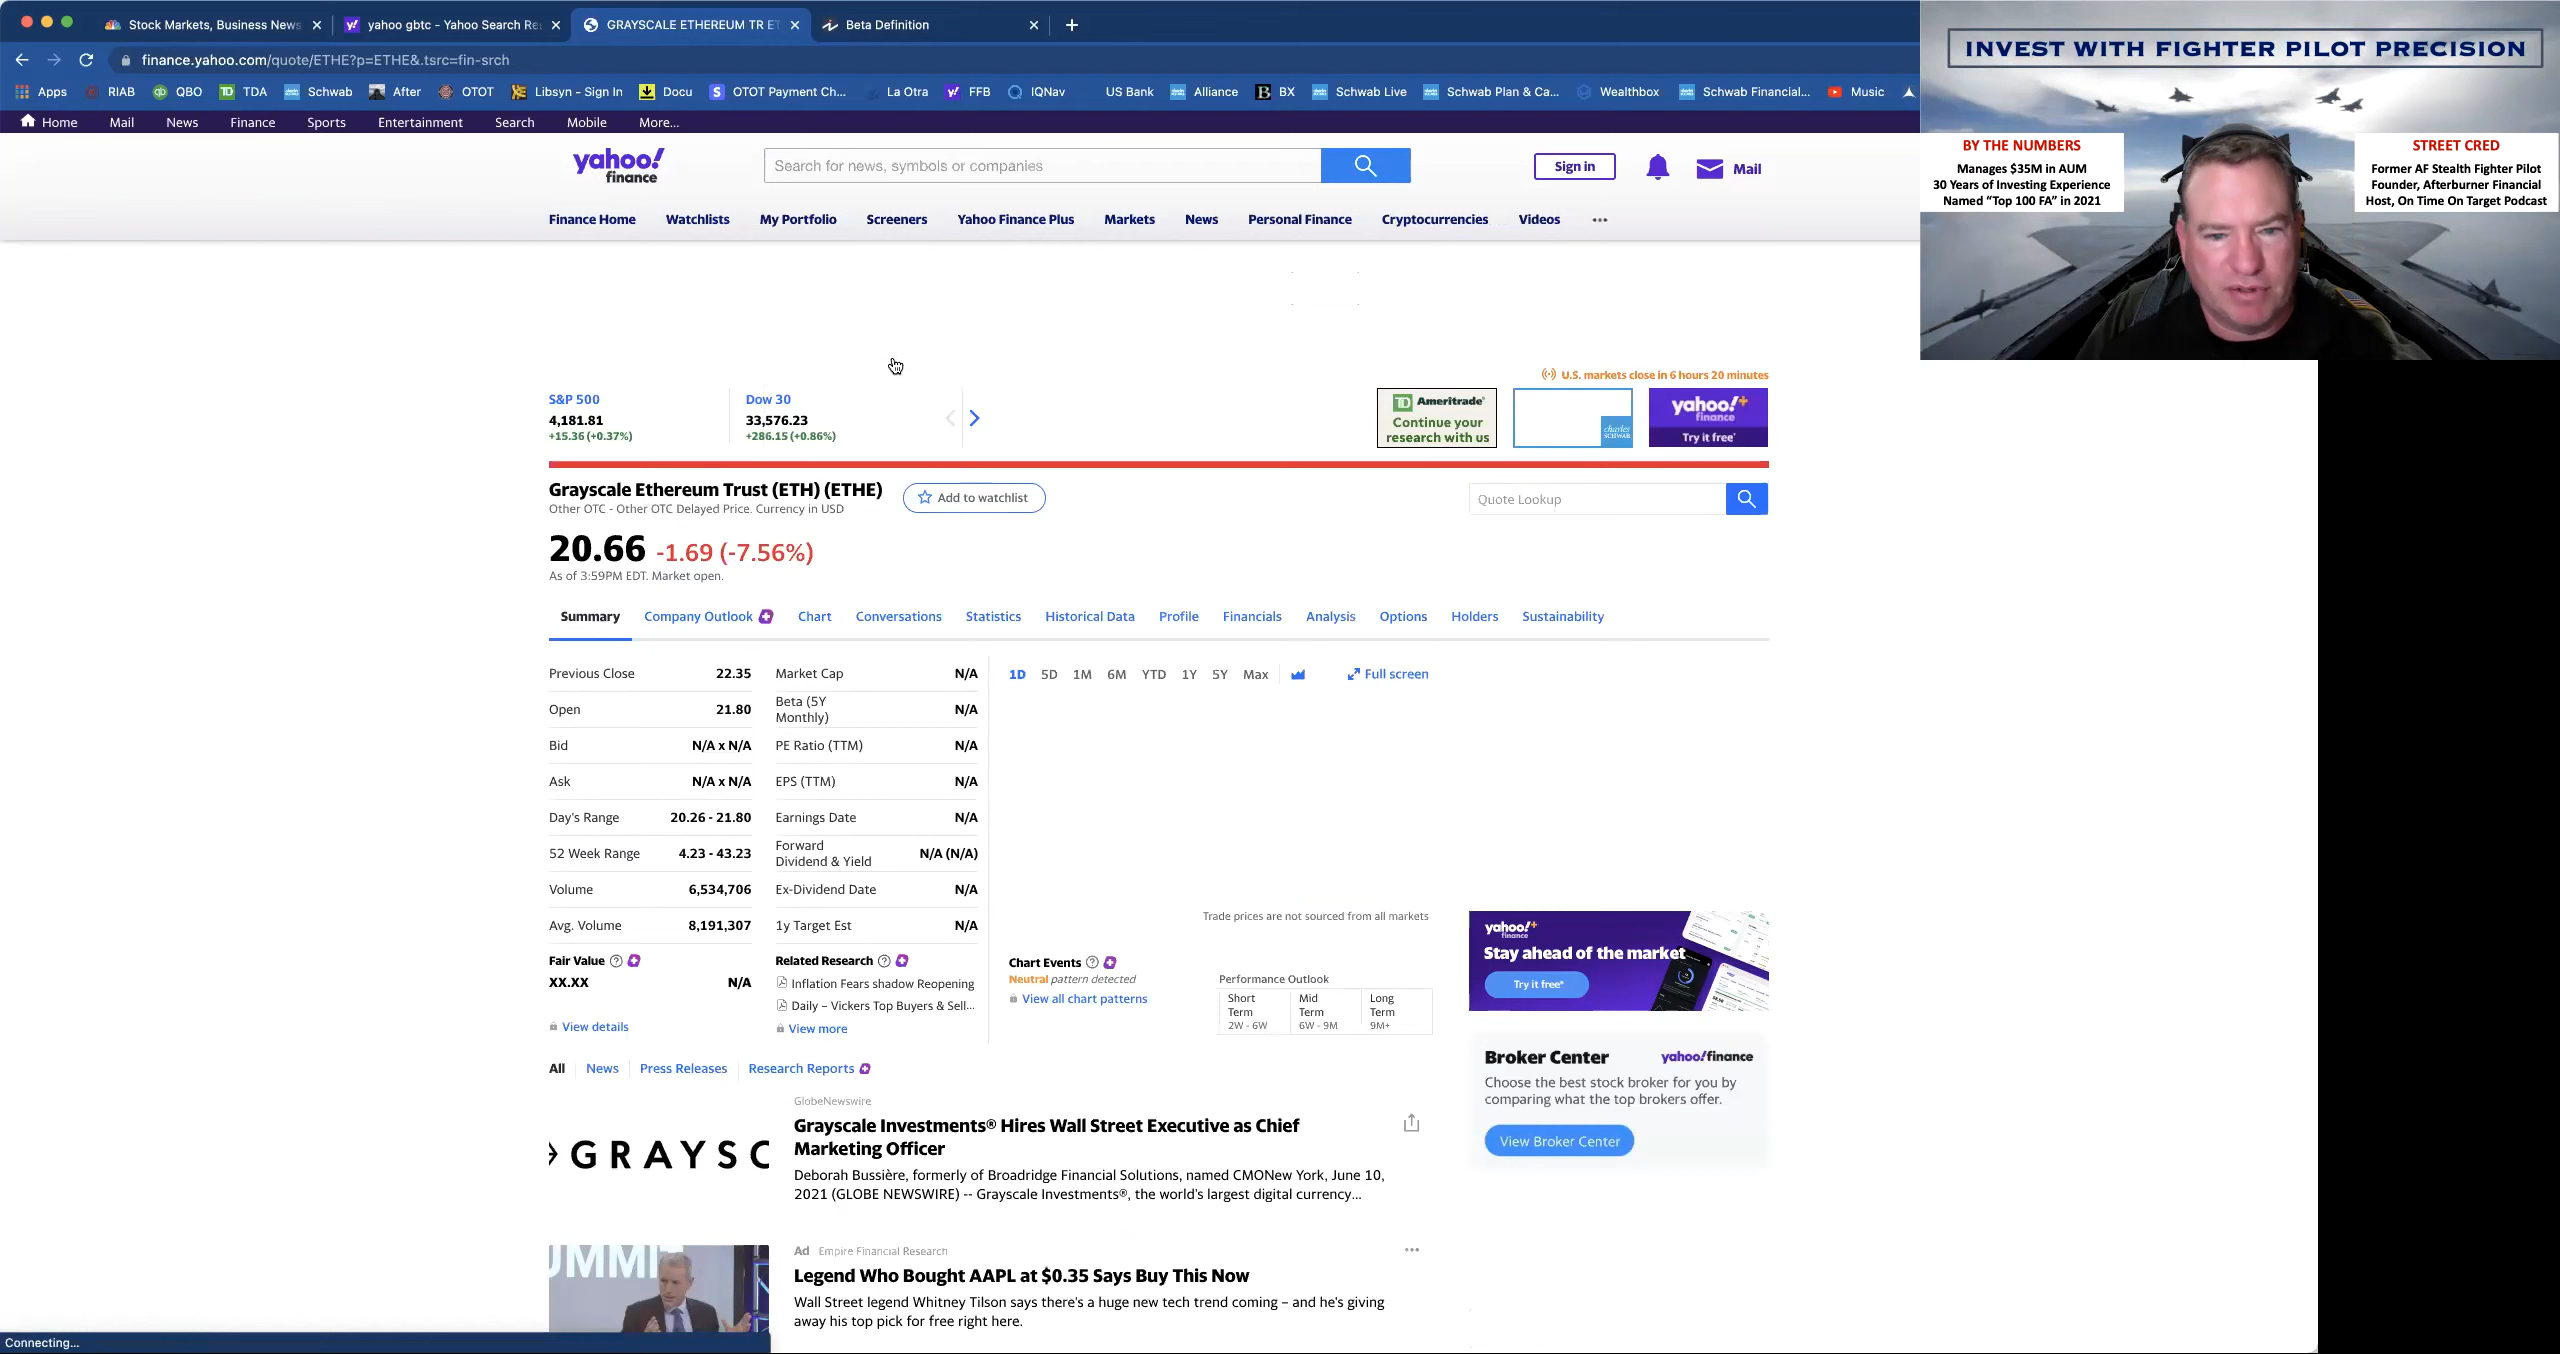 Stock Markets, Business News
yahoo gbtc - Yahoo Search Re
GRAYSCALE ETHEREUM TR ET
Beta Definition
finance.yahoo.com/quote/ETHE?p=ETHE&.tsrc=fin-srch
Apps RIAB QBO TDA Schwab After OTOT Libsyn - Sign In Docu OTOT Payment Ch... La Otra FFB IQNav US Bank Alliance BX Schwab Live Schwab Plan & Ca... Wealthbox Schwab Financial... Music
Home Mail News Finance Sports Entertainment Search Mobile More...
INVEST WITH FIGHTER PILOT PRECISION
BY THE NUMBERS
Manages $35M in AUM
30 Years of Investing Experience
Named “Top 100 FA” in 2021
STREET CRED
Former AF Stealth Fighter Pilot
Founder, Afterburner Financial
Host, On Time On Target Podcast
yahoo!
finance
Search for news, symbols or companies
Sign in
Mail
Finance Home Watchlists My Portfolio Screeners Yahoo Finance Plus Markets News Personal Finance Cryptocurrencies Videos
U.S. markets close in 6 hours 20 minutes
S&P 500
4,181.81
+15.36 (+0.37%)
Dow 30
33,576.23
+286.15 (+0.86%)
TD Ameritrade
Continue your
research with us
charles
SCHWAB
yahoo!+
finance
Try it free*
Grayscale Ethereum Trust (ETH) (ETHE)
Other OTC - Other OTC Delayed Price. Currency in USD
Add to watchlist
Quote Lookup
20.66 -1.69 (-7.56%)
As of 3:59PM EDT. Market open.
Summary Company Outlook Chart Conversations Statistics Historical Data Profile Financials Analysis Options Holders Sustainability
Previous Close 22.35
Open 21.80
Bid N/A x N/A
Ask N/A x N/A
Day's Range 20.26 - 21.80
52 Week Range 4.23 - 43.23
Volume 6,534,706
Avg. Volume 8,191,307
Market Cap N/A
Beta (5Y
Monthly) N/A
PE Ratio (TTM) N/A
EPS (TTM) N/A
Earnings Date N/A
Forward
Dividend & Yield N/A (N/A)
Ex-Dividend Date N/A
1y Target Est N/A
1D 5D 1M 6M YTD 1Y 5Y Max Full screen
Trade prices are not sourced from all markets
Fair Value
XX.XX N/A
View details
Related Research
Inflation Fears shadow Reopening
Daily – Vickers Top Buyers & Sell...
View more
Chart Events
Neutral pattern detected
View all chart patterns
Performance Outlook
Short
Term
2W - 6W
Mid
Term
6W - 9M
Long
Term
9M+
yahoo!+
finance
Stay ahead of the market
Try it free*
Broker Center
yahoo!finance
Choose the best stock broker for you by
comparing what the top brokers offer.
View Broker Center
All News Press Releases Research Reports
GRAYSC
GlobeNewswire
Grayscale Investments® Hires Wall Street Executive as Chief
Marketing Officer
Deborah Bussière, formerly of Broadridge Financial Solutions, named CMONew York, June 10,
2021 (GLOBE NEWSWIRE) -- Grayscale Investments®, the world's largest digital currency...
UMMIT
Ad Empire Financial Research
Legend Who Bought AAPL at $0.35 Says Buy This Now
Wall Street legend Whitney Tilson says there's a huge new tech trend coming – and he's giving
away his top pick for free right here.
Connecting...